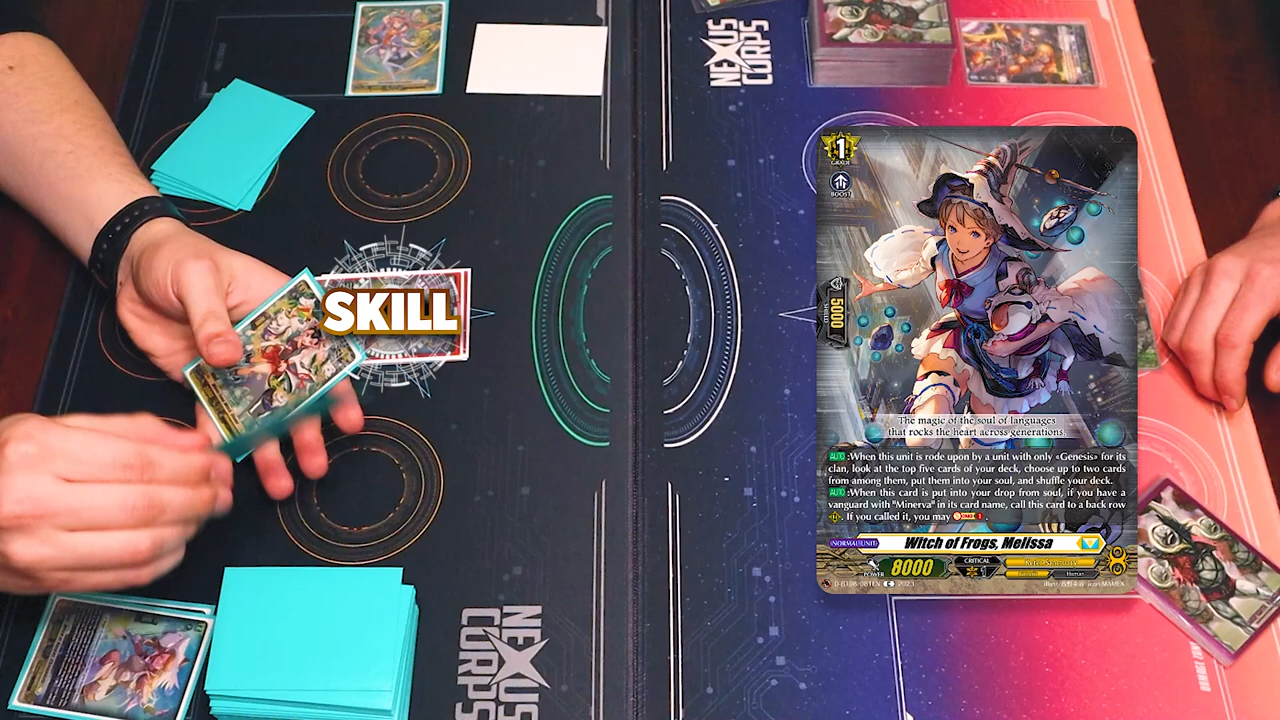 NEXUS
CORPS
SKILL
1
GRADE
BOOST
5000
SHIELD
The magic of the soul of languages
that rocks the heart across generations.
AUTO:When this unit is rode upon by a unit with only «Genesis» for its
clan, look at the top five cards of your deck, choose up to two cards
from among them, put them into your soul, and shuffle your deck.
AUTO:When this card is put into your drop from soul, if you have a
vanguard with "Minerva" in its card name, call this card to a back row
R. If you called it, you may
NORMAL UNIT
Witch of Frogs, Melissa
POWER
8000
CRITICAL
1
Human
2023
NEXUS
CORPS